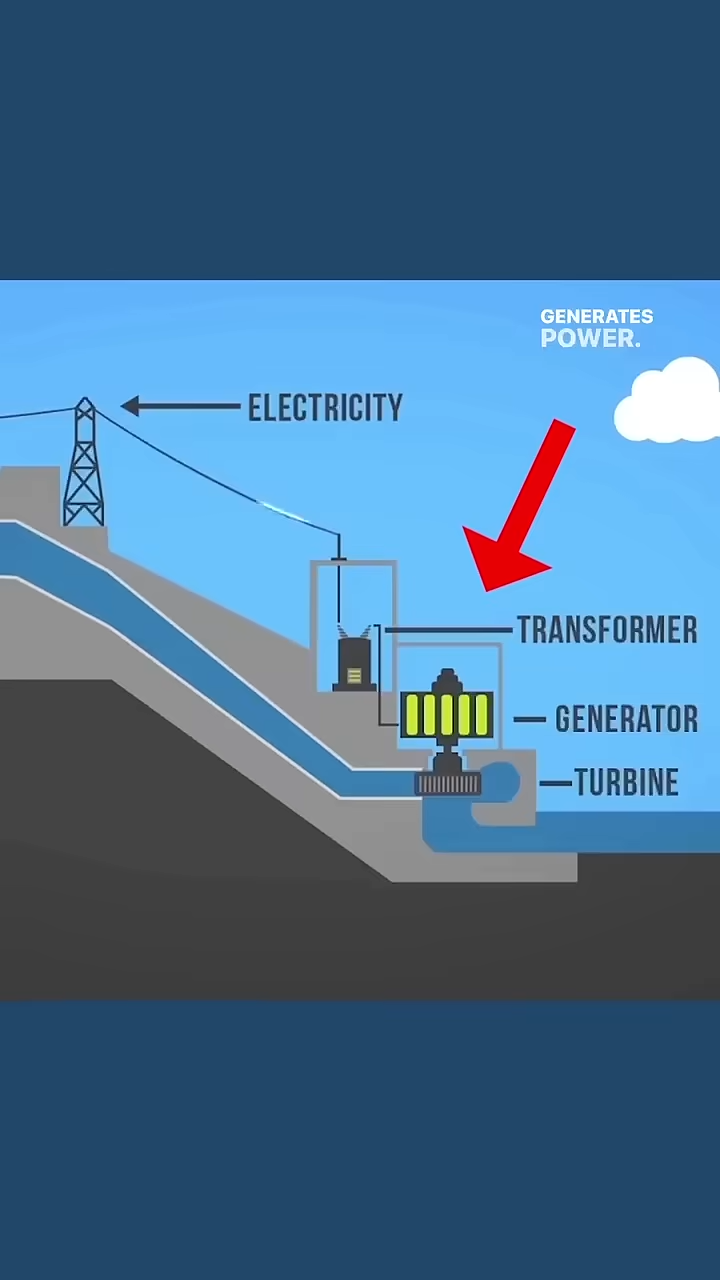 GENERATES
POWER.
ELECTRICITY
TRANSFORMER
GENERATOR
TURBINE